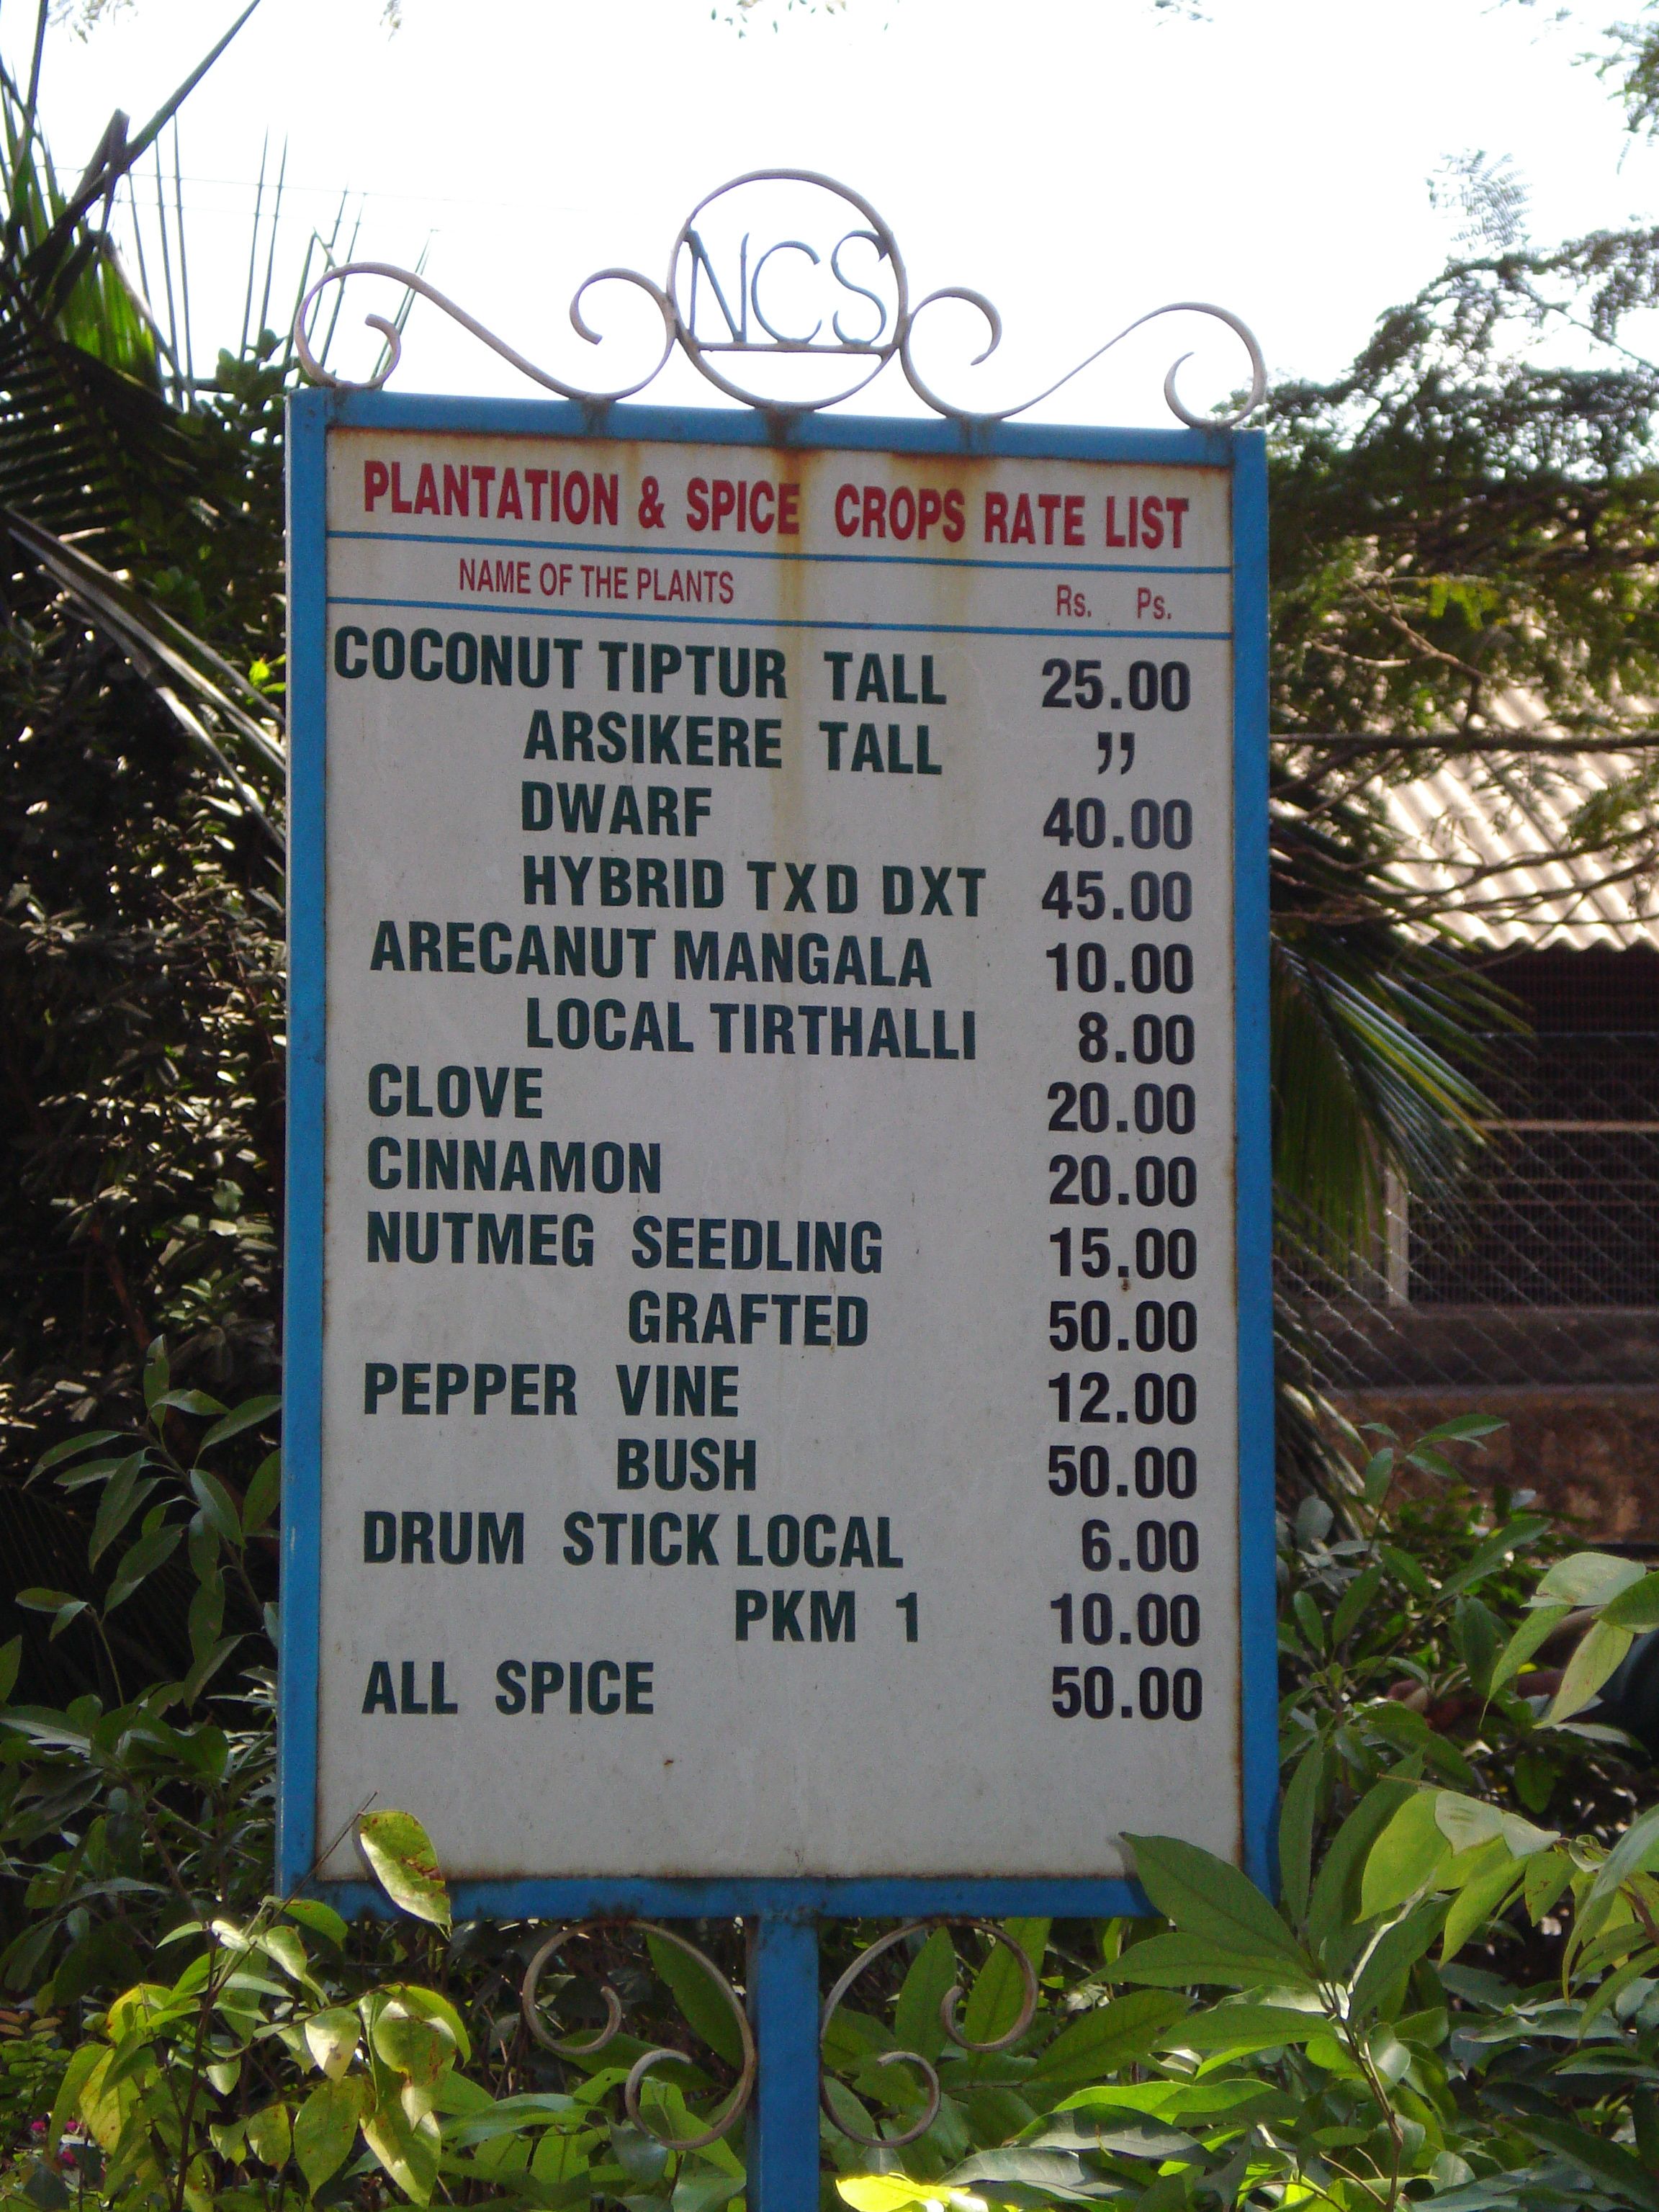 NCS
PLANTATION & SPICE CROPS RATE LIST
NAME OF THE PLANTS Rs. Ps.
COCONUT TIPTUR TALL 25.00
ARSIKERE TALL ,,
DWARF 40.00
HYBRID TXD DXT 45.00
ARECANUT MANGALA 10.00
LOCAL TIRTHALLI 8.00
CLOVE 20.00
CINNAMON 20.00
NUTMEG SEEDLING 15.00
GRAFTED 50.00
PEPPER VINE 12.00
BUSH 50.00
DRUM STICK LOCAL 6.00
PKM 1 10.00
ALL SPICE 50.00